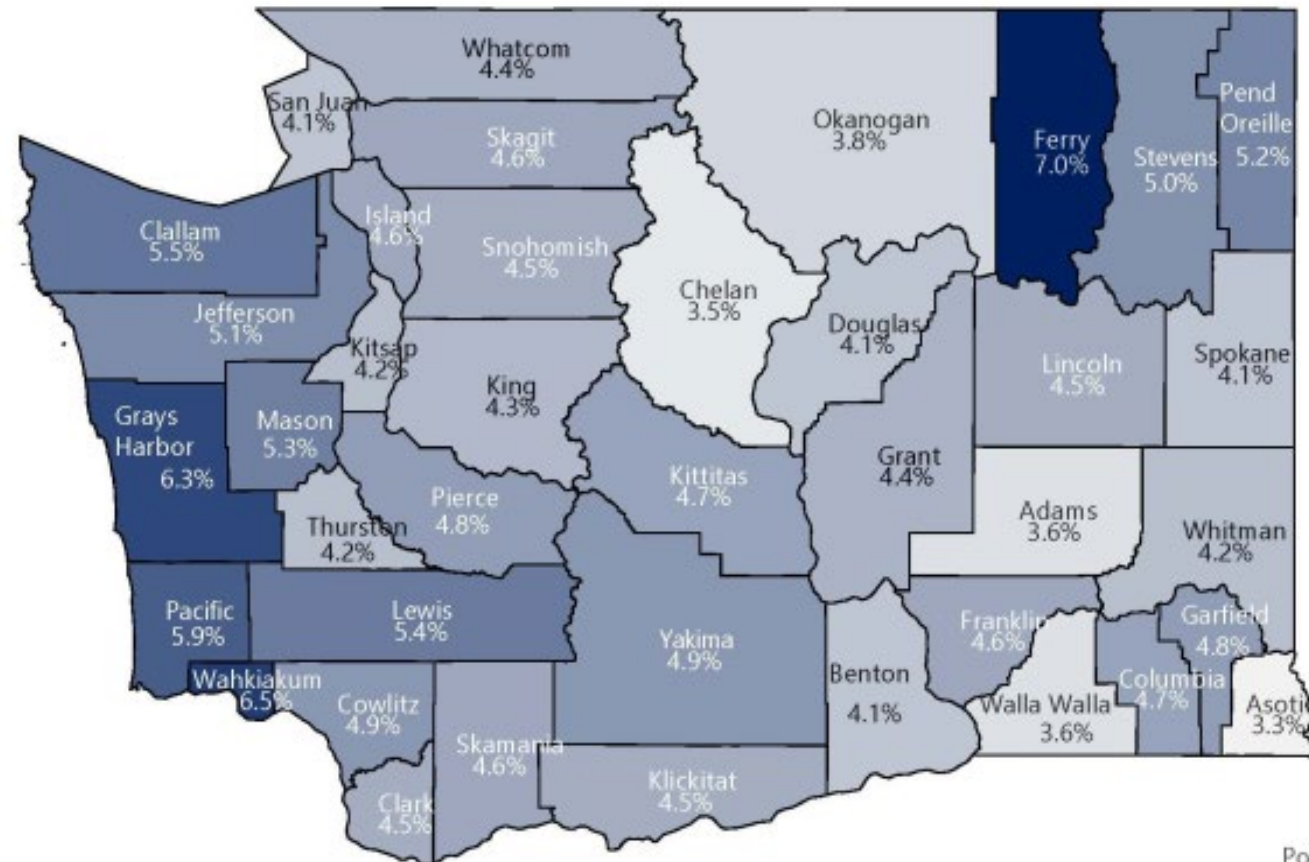 Whatcom
4.4%
San Juan
4.1%
Skagit
4.6%
Okanogan
3.8%
Ferry
7.0%
Stevens
5.0%
Pend
Oreille
5.2%
Clallam
5.5%
Island
4.6%
Snohomish
4.5%
Chelan
3.5%
Jefferson
5.1%
Kitsap
4.2%
King
4.3%
Douglas
4.1%
Lincoln
4.5%
Spokane
4.1%
Grays
Harbor
6.3%
Mason
5.3%
Pierce
4.8%
Kittitas
4.7%
Grant
4.4%
Adams
3.6%
Whitman
4.2%
Thurston
4.2%
Pacific
5.9%
Lewis
5.4%
Yakima
4.9%
Benton
4.1%
Franklin
4.6%
Garfield
4.8%
Columbia
4.7%
Walla Walla
3.6%
Asoti
3.3%
Wahkiakum
6.5%
Cowlitz
4.9%
Skamania
4.6%
Klickitat
4.5%
Clark
4.5%
Po